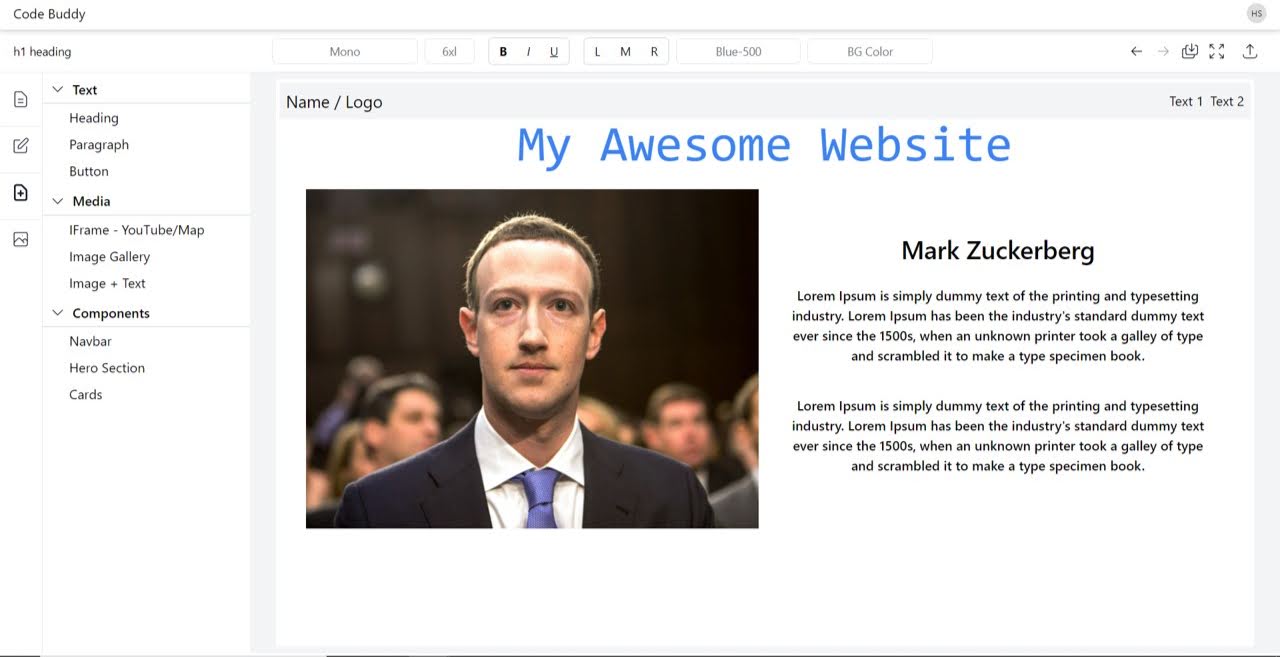 Code Buddy
HS
h1 heading
Mono
6xl
B I U
L M R
Blue-500
BG Color
Text
Heading
Paragraph
Button
Media
IFrame - YouTube/Map
Image Gallery
Image + Text
Components
Navbar
Hero Section
Cards
Name / Logo
Text 1 Text 2
My Awesome Website
Mark Zuckerberg
Lorem Ipsum is simply dummy text of the printing and typesetting
industry. Lorem Ipsum has been the industry's standard dummy text
ever since the 1500s, when an unknown printer took a galley of type
and scrambled it to make a type specimen book.
Lorem Ipsum is simply dummy text of the printing and typesetting
industry. Lorem Ipsum has been the industry's standard dummy text
ever since the 1500s, when an unknown printer took a galley of type
and scrambled it to make a type specimen book.